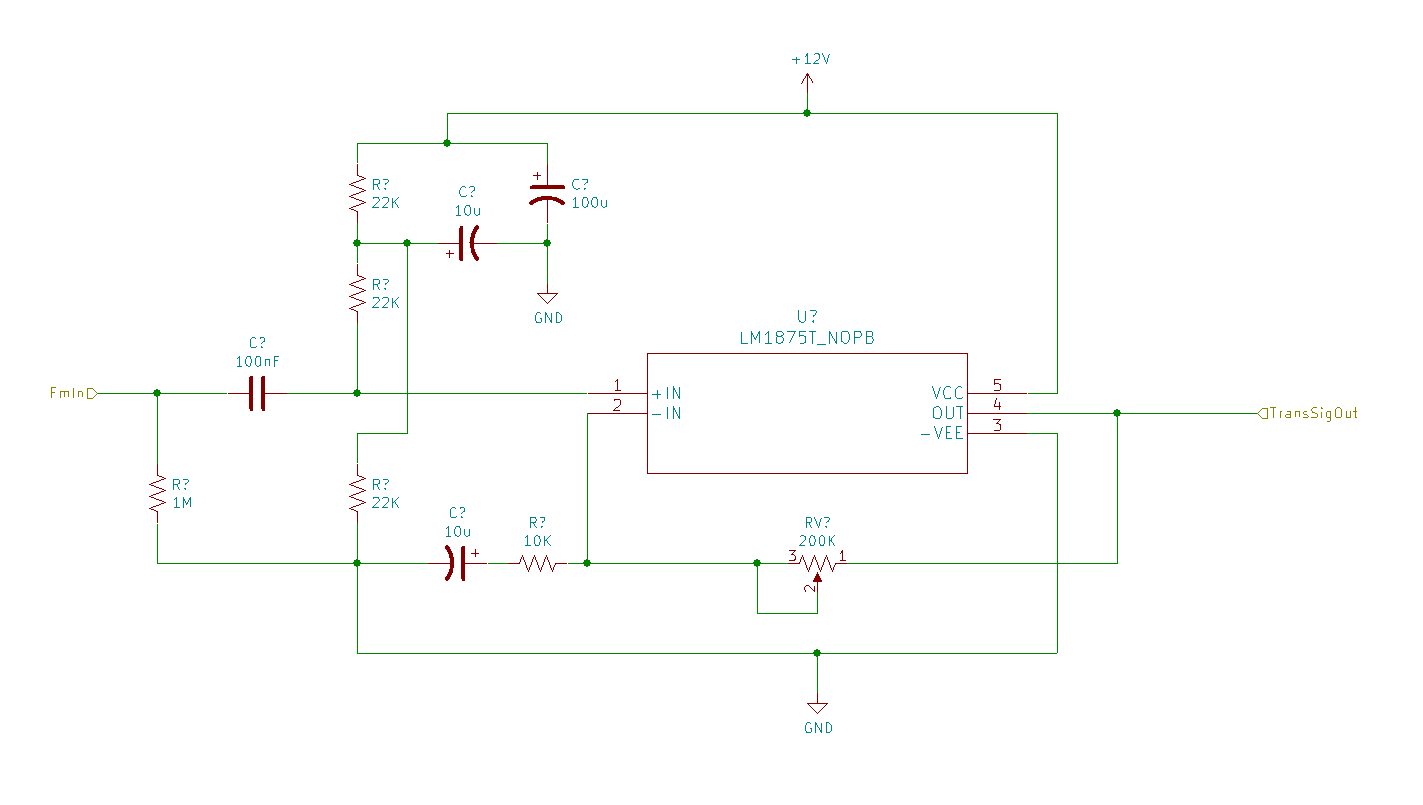 +12V
R?
22K
C?
10u
+
+
C?
100u
R?
22K
GND
U?
LM1875T_NOPB
C?
100nF
FmIn
1
+IN
2
-IN
VCC
5
OUT
4
-VEE
3
TransSigOut
R?
1M
R?
22K
C?
10u
+
R?
10K
RV?
200K
3
1
2
GND